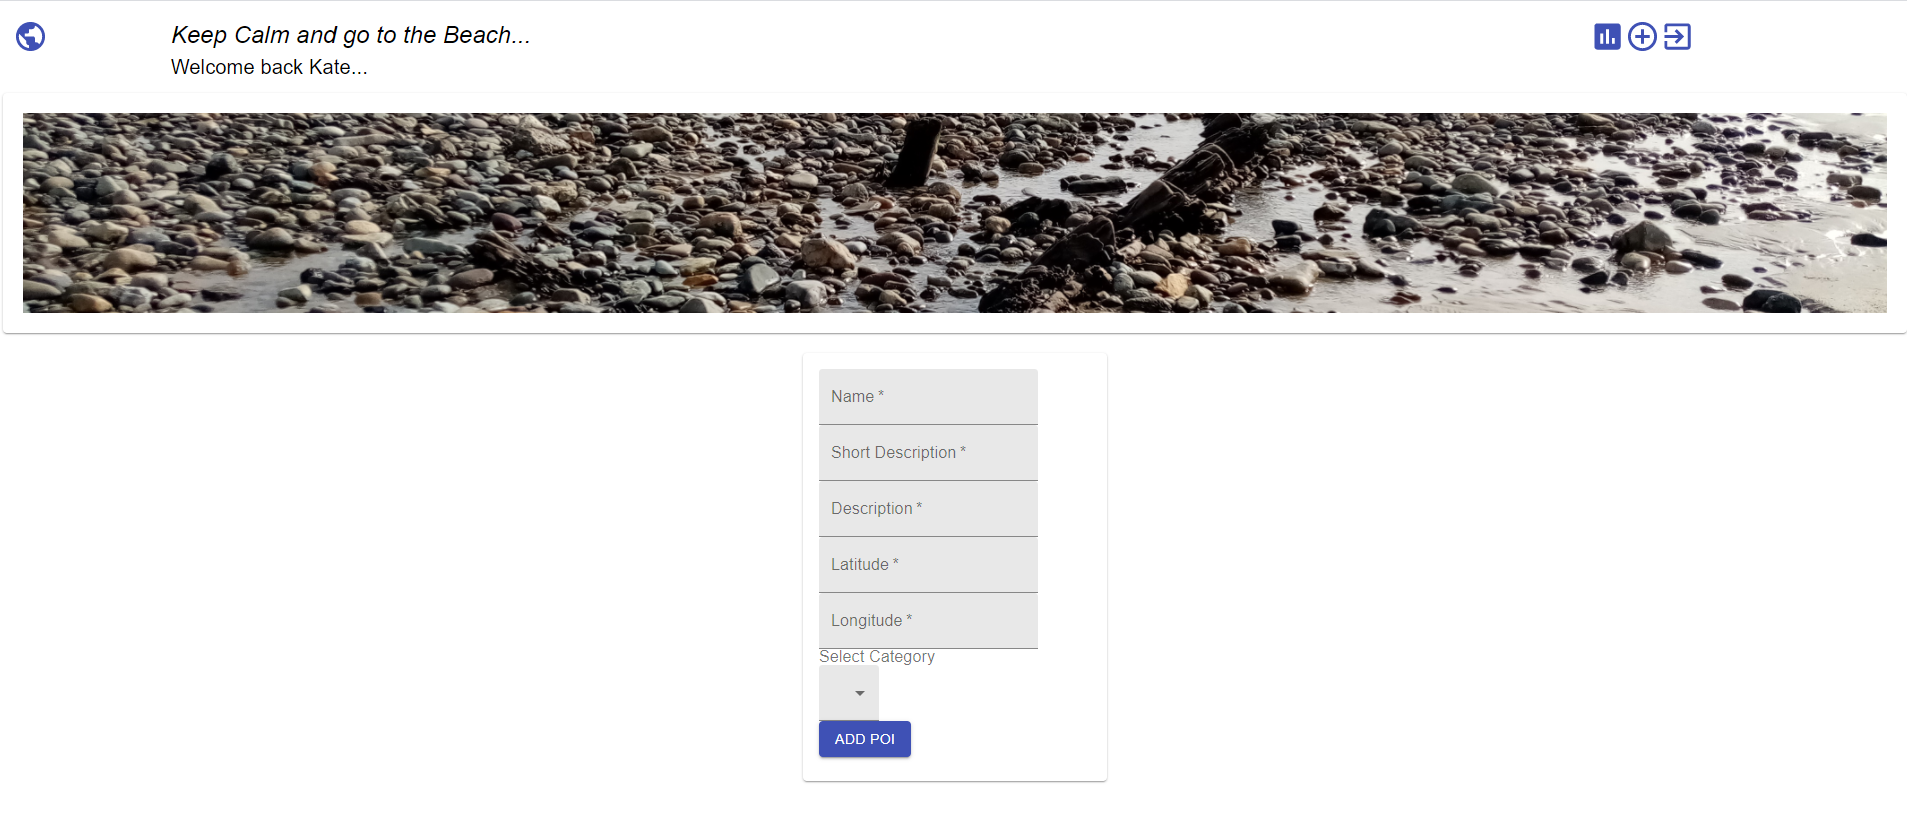 Keep Calm and go to the Beach...
Welcome back Kate...
Name *
Short Description *
Description *
Latitude *
Longitude *
Select Category
ADD POI